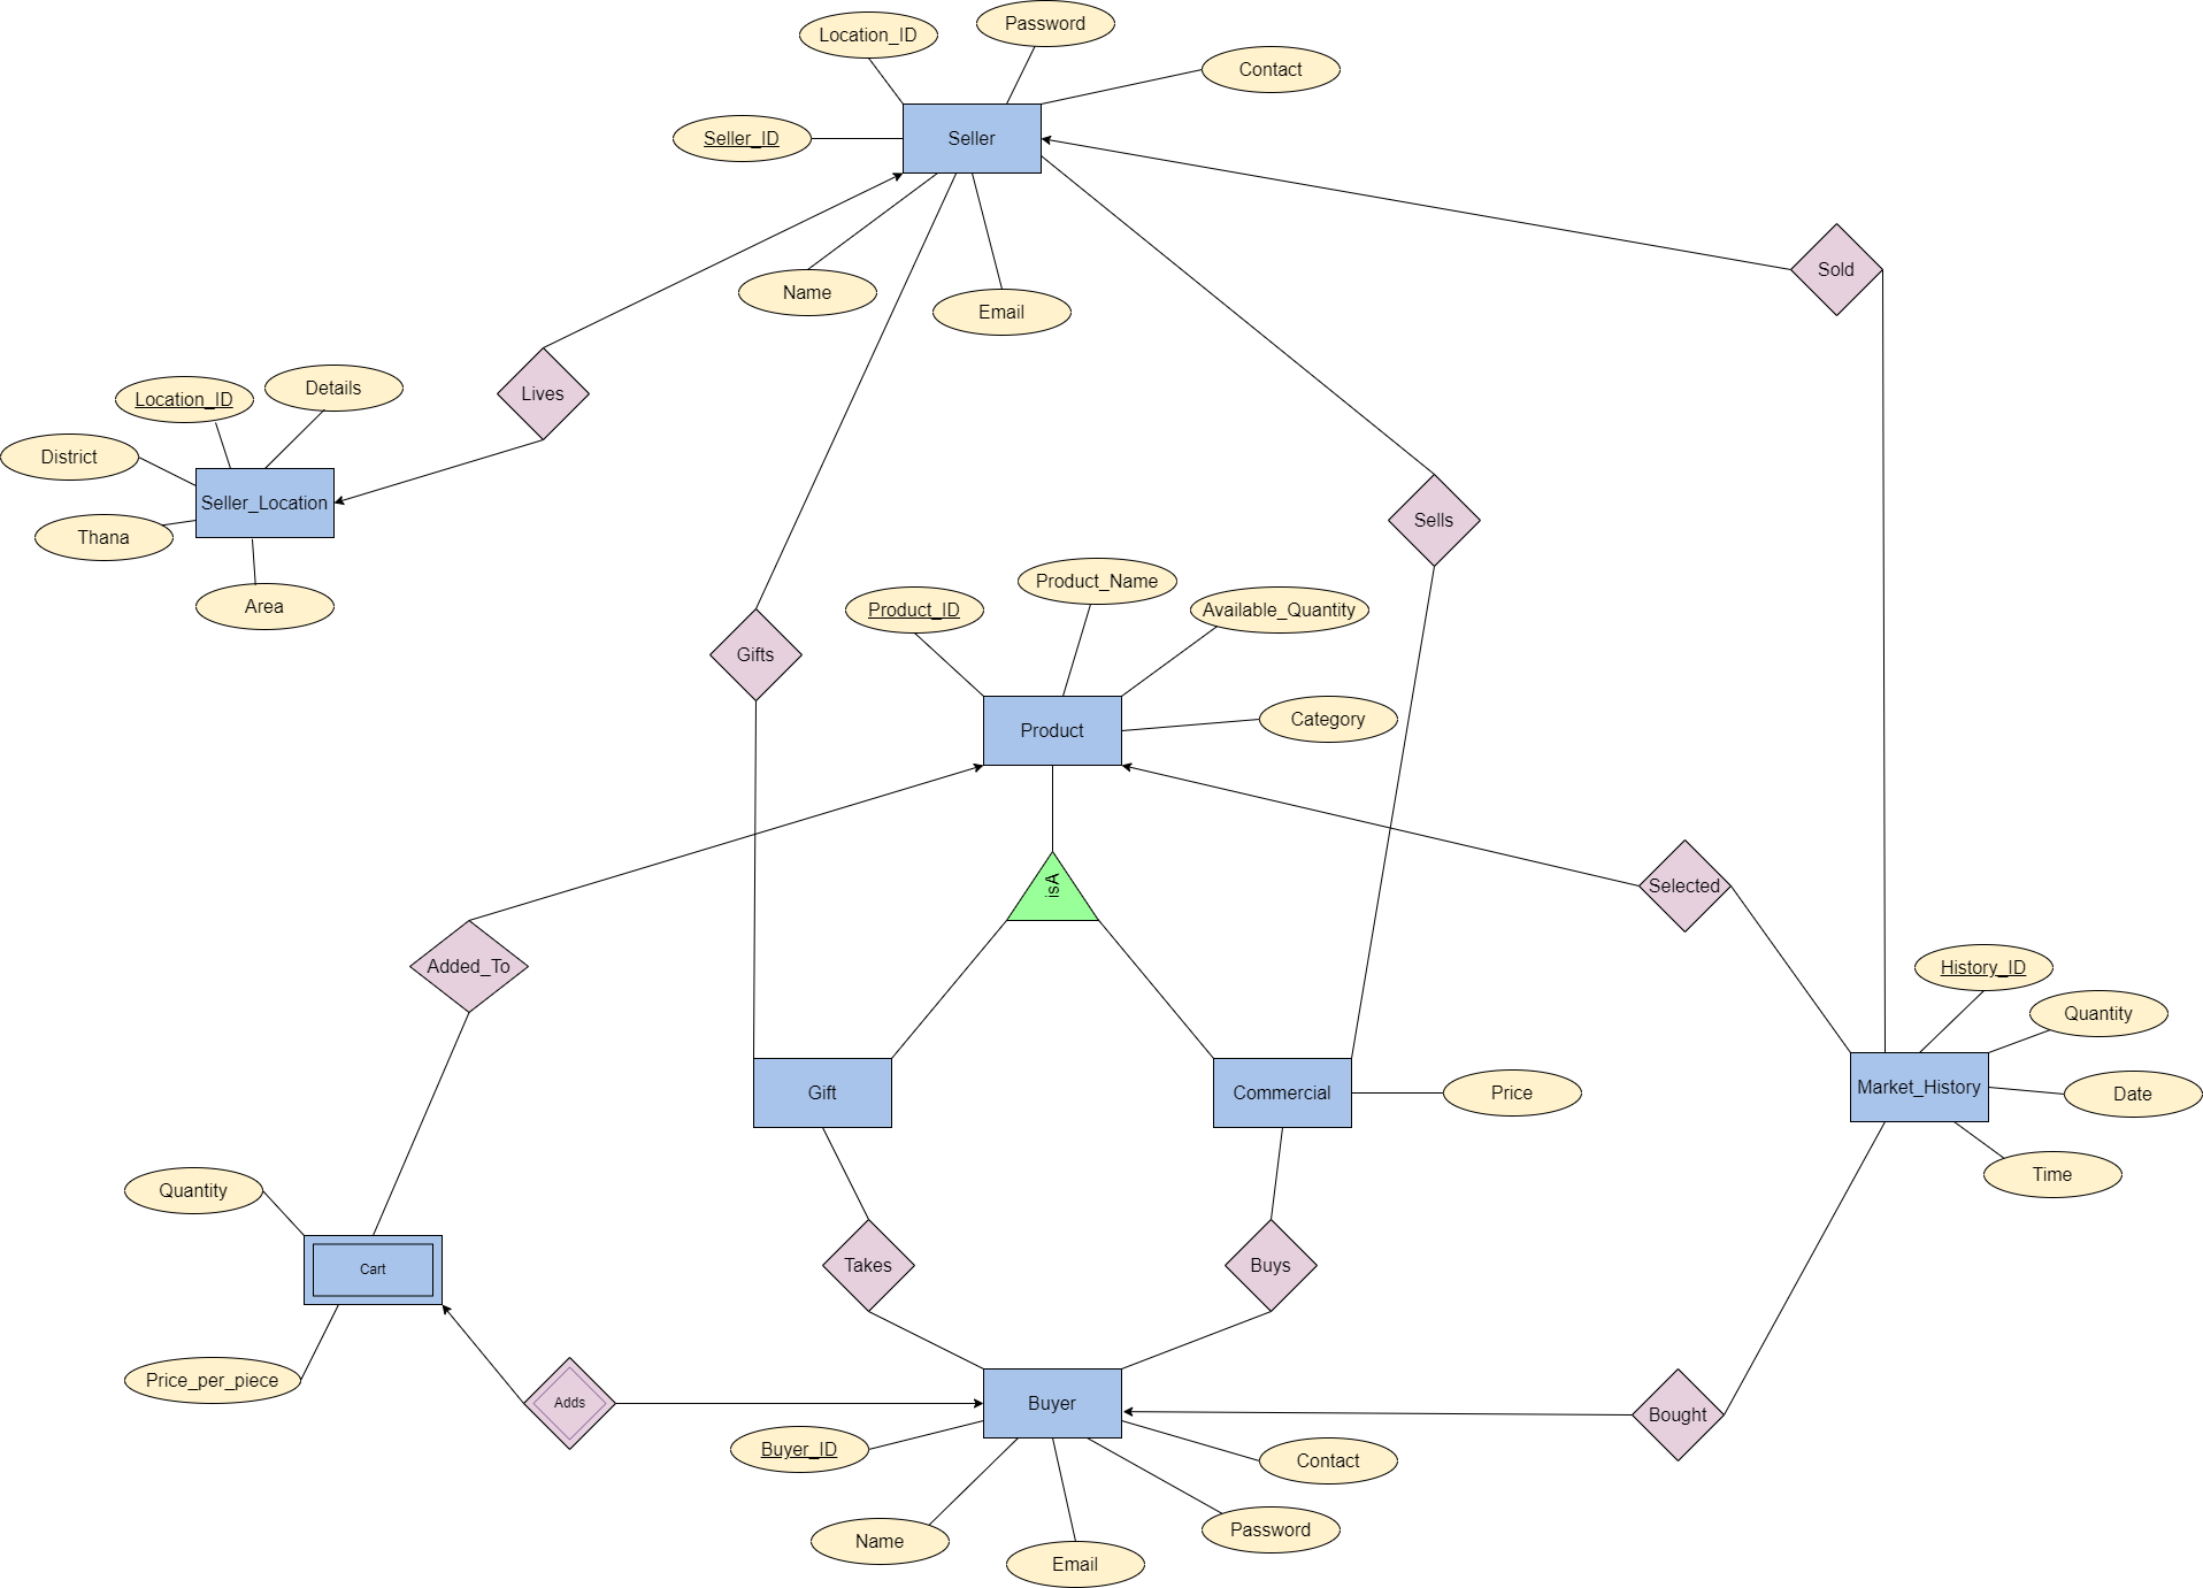 Password
Location_ID
Contact
Seller_ID
Seller
Sold
Name
Email
Lives
Details
Location_ID
District
Seller_Location
Sells
Thana
Product_Name
Area
Product_ID
Available_Quantity
Gifts
Category
Product
isA
Selected
Added_To
History_ID
Quantity
Market_History
Gift
Commercial
Price
Date
Time
Quantity
Cart
Takes
Buys
Price_per_piece
Adds
Buyer
Bought
Buyer_ID
Contact
Password
Name
Email